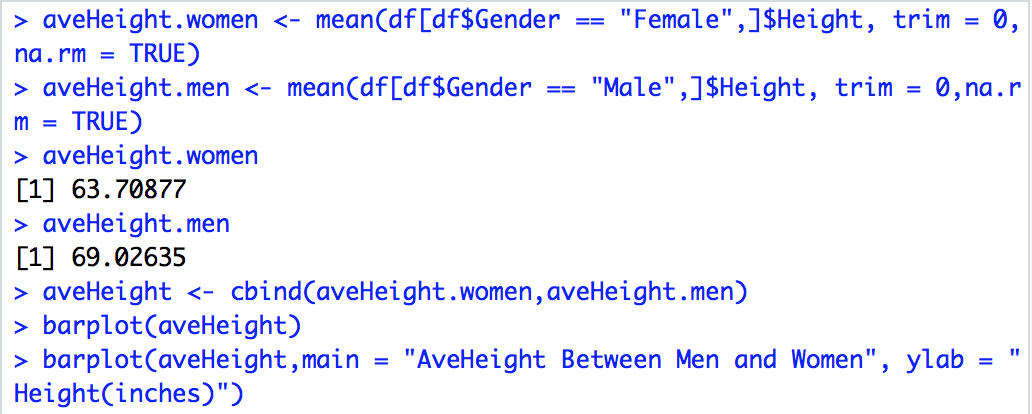 > aveHeight.women <- mean(df[df$Gender == "Female",]$Height, trim = 0,
na.rm = TRUE)
> aveHeight.men <- mean(df[df$Gender == "Male",]$Height, trim = 0,na.r
m = TRUE)
> aveHeight.women
[1] 63.70877
> aveHeight.men
[1] 69.02635
> aveHeight <- cbind(aveHeight.women,aveHeight.men)
> barplot(aveHeight)
> barplot(aveHeight,main = "AveHeight Between Men and Women", ylab = "
Height(inches)")